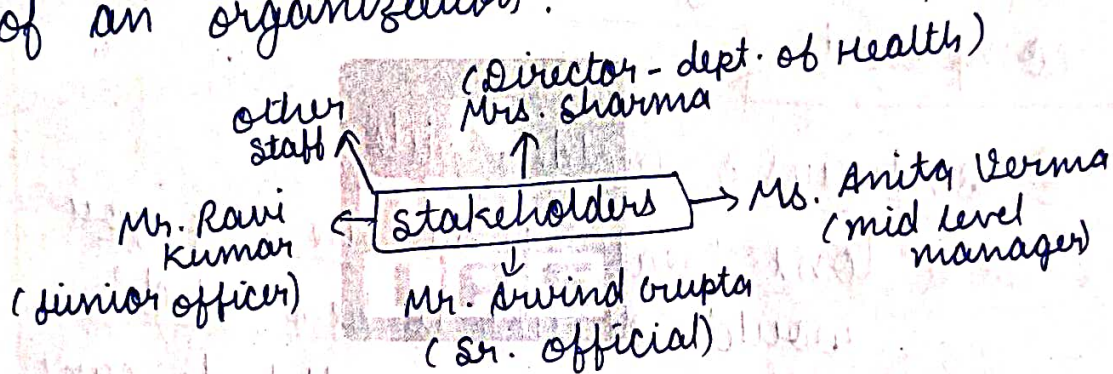 of an organization.
(Director - dept. of Health)
Mrs. Sharma
other
staff
stakeholders
Ms. Anita Verma
(mid level
manager)
Mr. Ravi
Kumar
(Junior officer)
Mr. Arvind Gupta
(Sr. official)